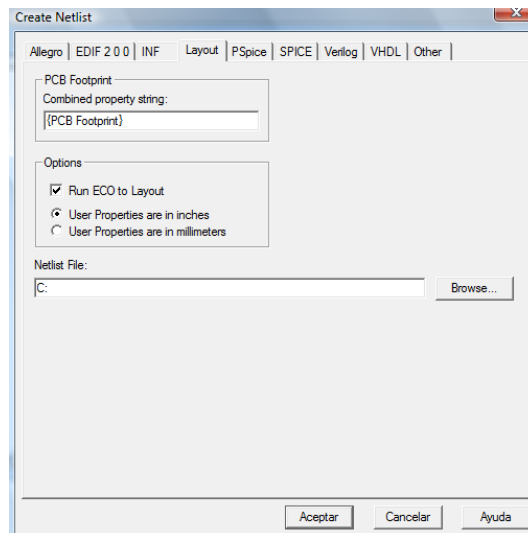 Create Netlist
Allegro EDIF 2 0 0 INF Layout PSpice SPICE Verilog VHDL Other
PCB Footprint
Combined property string:
{PCB Footprint}
Options
Run ECO to Layout
User Properties are in inches
User Properties are in millimeters
Netlist File:
C:
Browse...
Aceptar Cancelar Ayuda